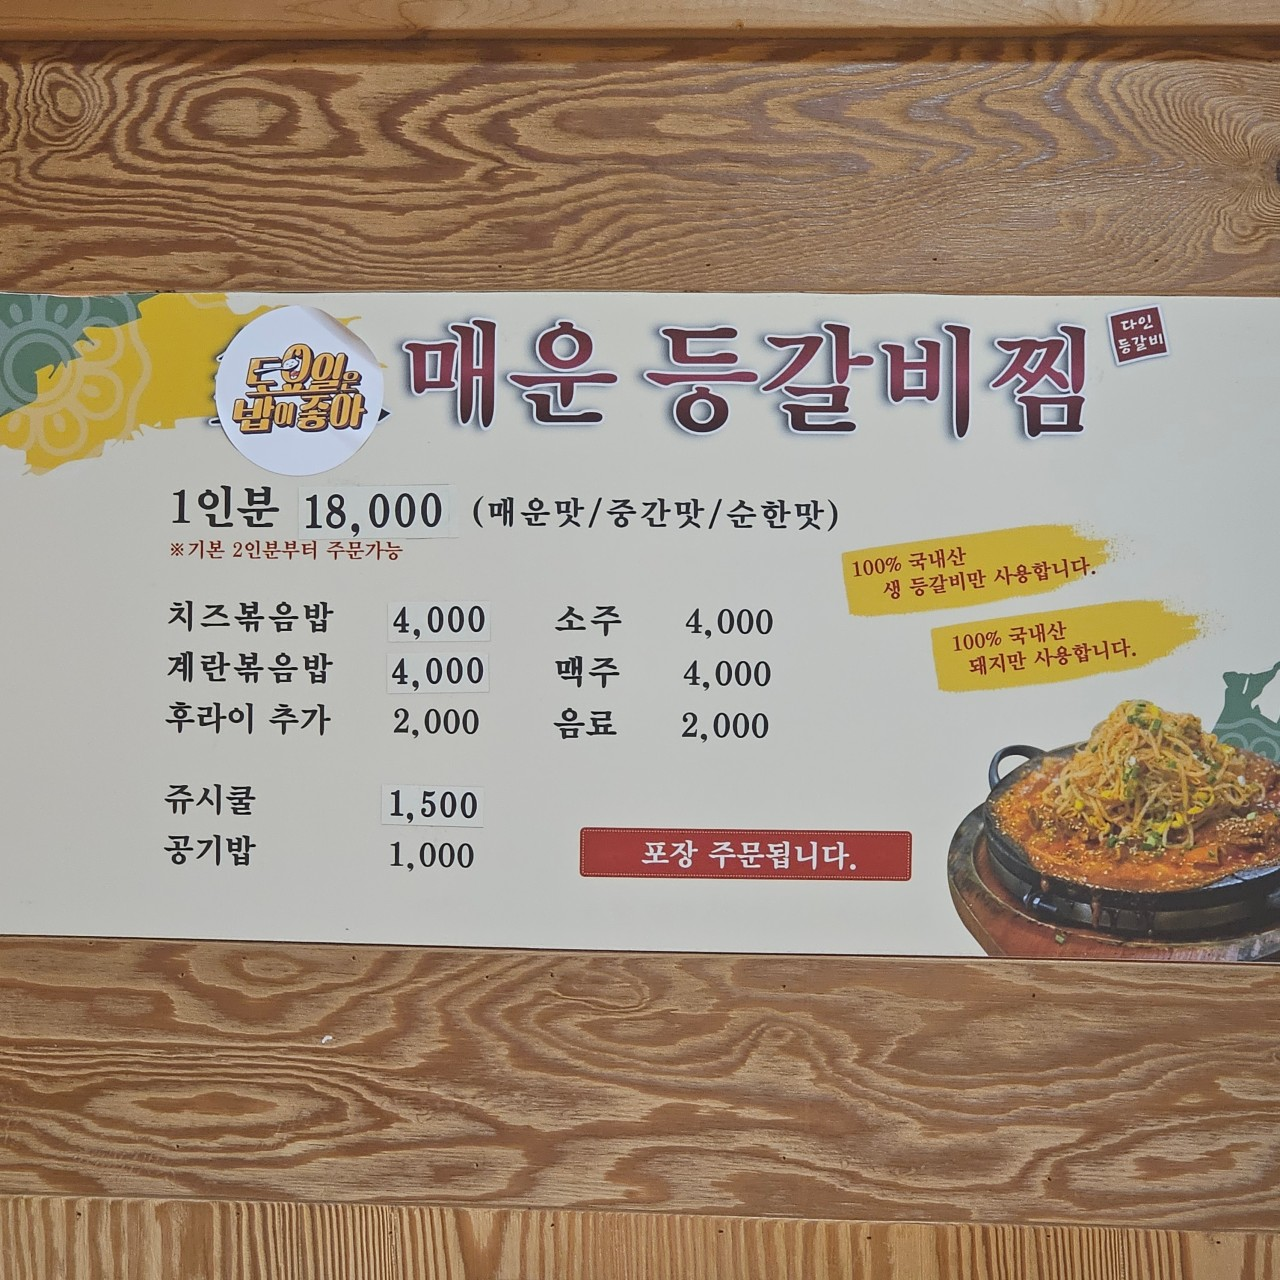 토요일은
밥이 좋아
매운 등갈비찜
다인
등갈비
1인분 18,000 (매운맛/중간맛/순한맛)
※기본 2인분부터 주문가능
100% 국내산
생 등갈비만 사용합니다.
100% 국내산
돼지만 사용합니다.
치즈볶음밥 4,000
계란볶음밥 4,000
후라이 추가 2,000
소주 4,000
맥주 4,000
음료 2,000
쥬시쿨 1,500
공기밥 1,000
포장 주문됩니다.